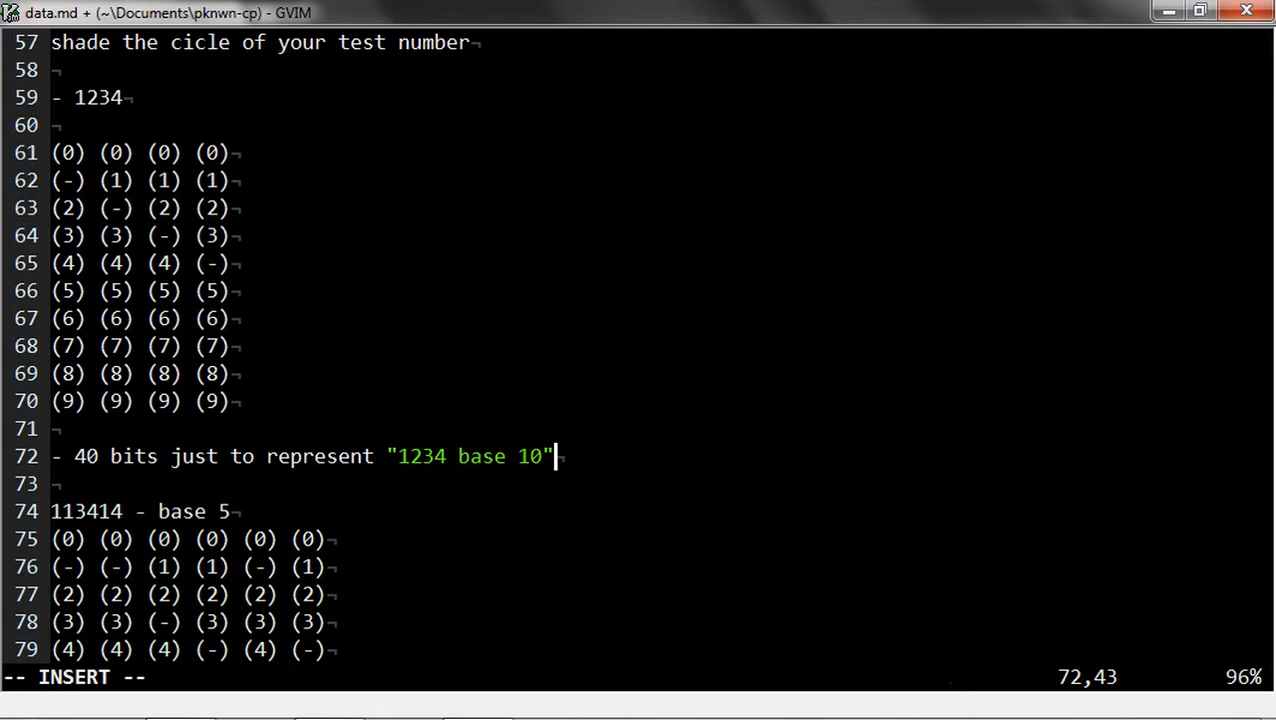 data.md + (~\Documents\pknwn-cp) - GVIM
57 shade the cicle of your test number¬
58 ¬
59 - 1234¬
60 ¬
61 (0) (0) (0) (0)¬
62 (-) (1) (1) (1)¬
63 (2) (-) (2) (2)¬
64 (3) (3) (-) (3)¬
65 (4) (4) (4) (-)¬
66 (5) (5) (5) (5)¬
67 (6) (6) (6) (6)¬
68 (7) (7) (7) (7)¬
69 (8) (8) (8) (8)¬
70 (9) (9) (9) (9)¬
71 ¬
72 - 40 bits just to represent "1234 base 10"¬
73 ¬
74 113414 - base 5¬
75 (0) (0) (0) (0) (0) (0)¬
76 (-) (-) (1) (1) (-) (1)¬
77 (2) (2) (2) (2) (2) (2)¬
78 (3) (3) (-) (3) (3) (3)¬
79 (4) (4) (4) (-) (4) (-)¬
-- INSERT -- 72,43 96%